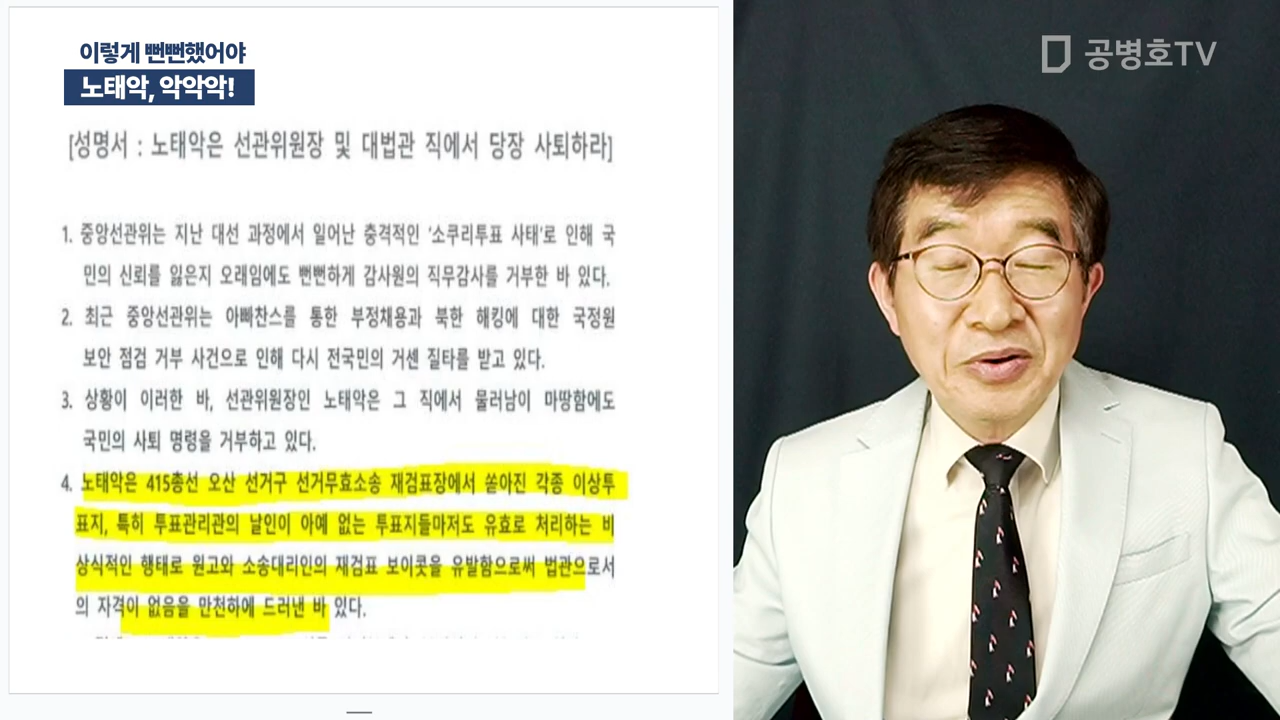 이렇게 뻔뻔했어야
노태악, 악악악!
공병호TV
[성명서 : 노태악은 선관위원장 및 대법관 직에서 당장 사퇴하라]
1. 중앙선관위는 지난 대선 과정에서 일어난 충격적인 '소쿠리투표 사태'로 인해 국
민의 신뢰를 잃은지 오래임에도 뻔뻔하게 감사원의 직무감사를 거부한 바 있다.
2. 최근 중앙선관위는 아빠찬스를 통한 부정채용과 북한 해킹에 대한 국정원
보안 점검 거부 사건으로 인해 다시 전국민의 거센 질타를 받고 있다.
3. 상황이 이러한 바, 선관위원장인 노태악은 그 직에서 물러남이 마땅함에도
국민의 사퇴 명령을 거부하고 있다.
4. 노태악은 415총선 오산 선거구 선거무효소송 재검표장에서 쏟아진 각종 이상투
표지, 특히 투표관리관의 날인이 아예 없는 투표지들마저도 유효로 처리하는 비
상식적인 행태로 원고와 소송대리인의 재검표 보이콧을 유발함으로써 법관으로서
의 자격이 없음을 만천하에 드러낸 바 있다.